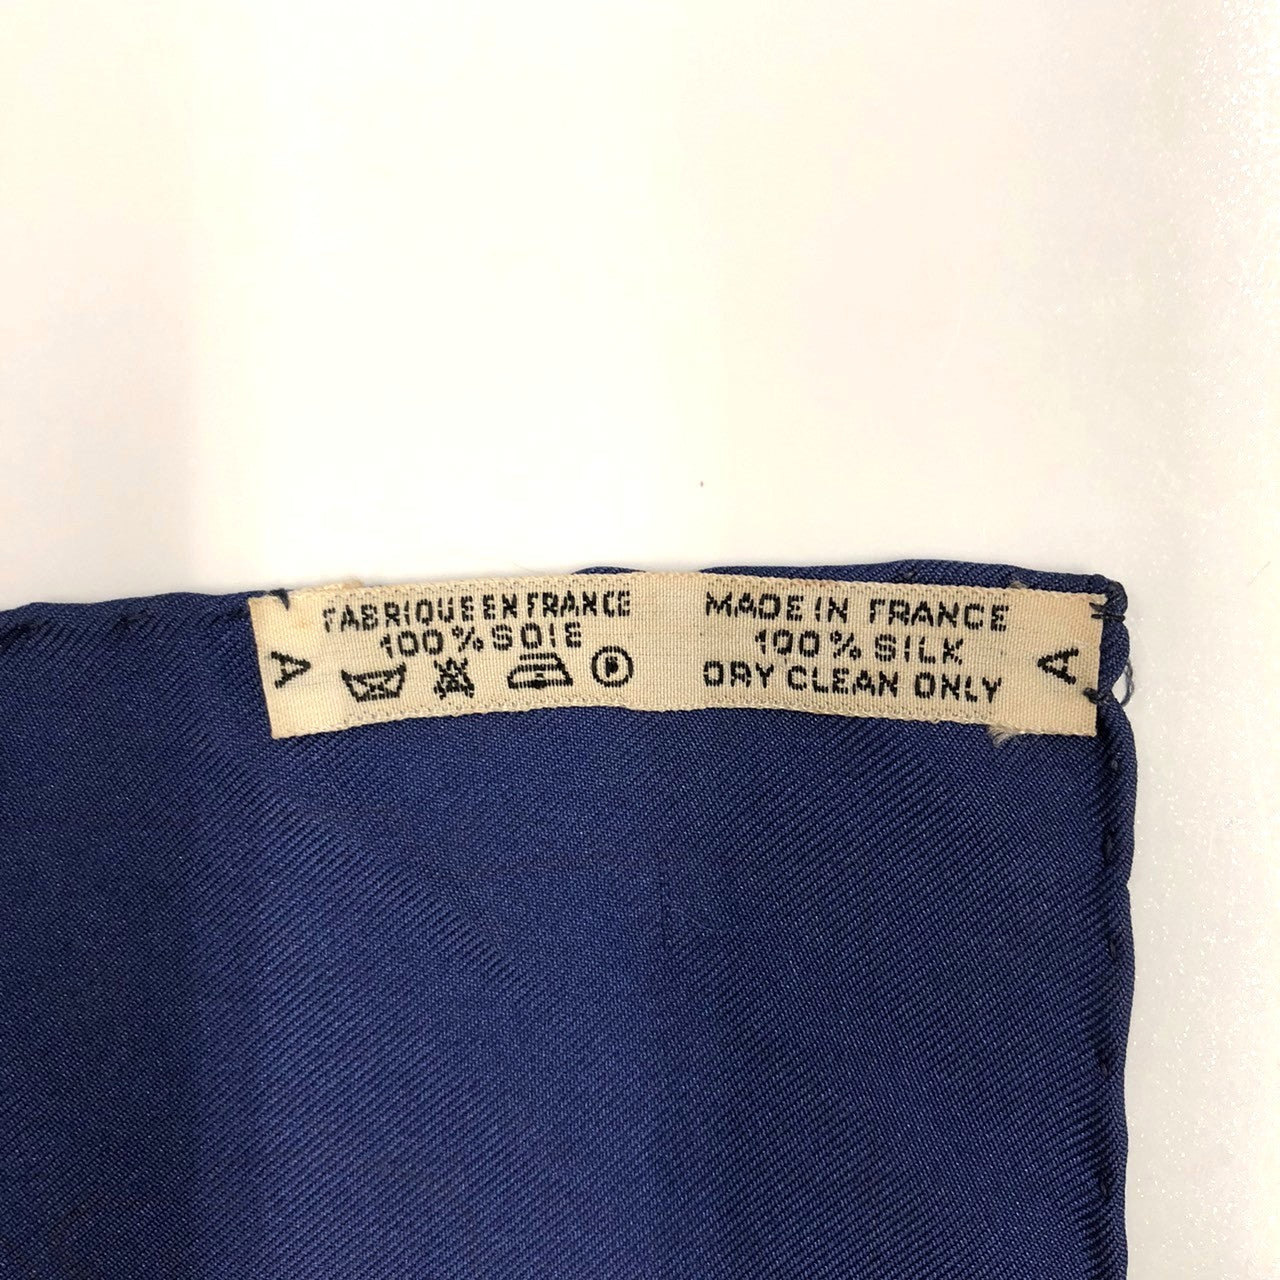 A
FABRIQUE EN FRANCE
100% SOIE
P
MADE IN FRANCE
100% SILK
DRY CLEAN ONLY
A